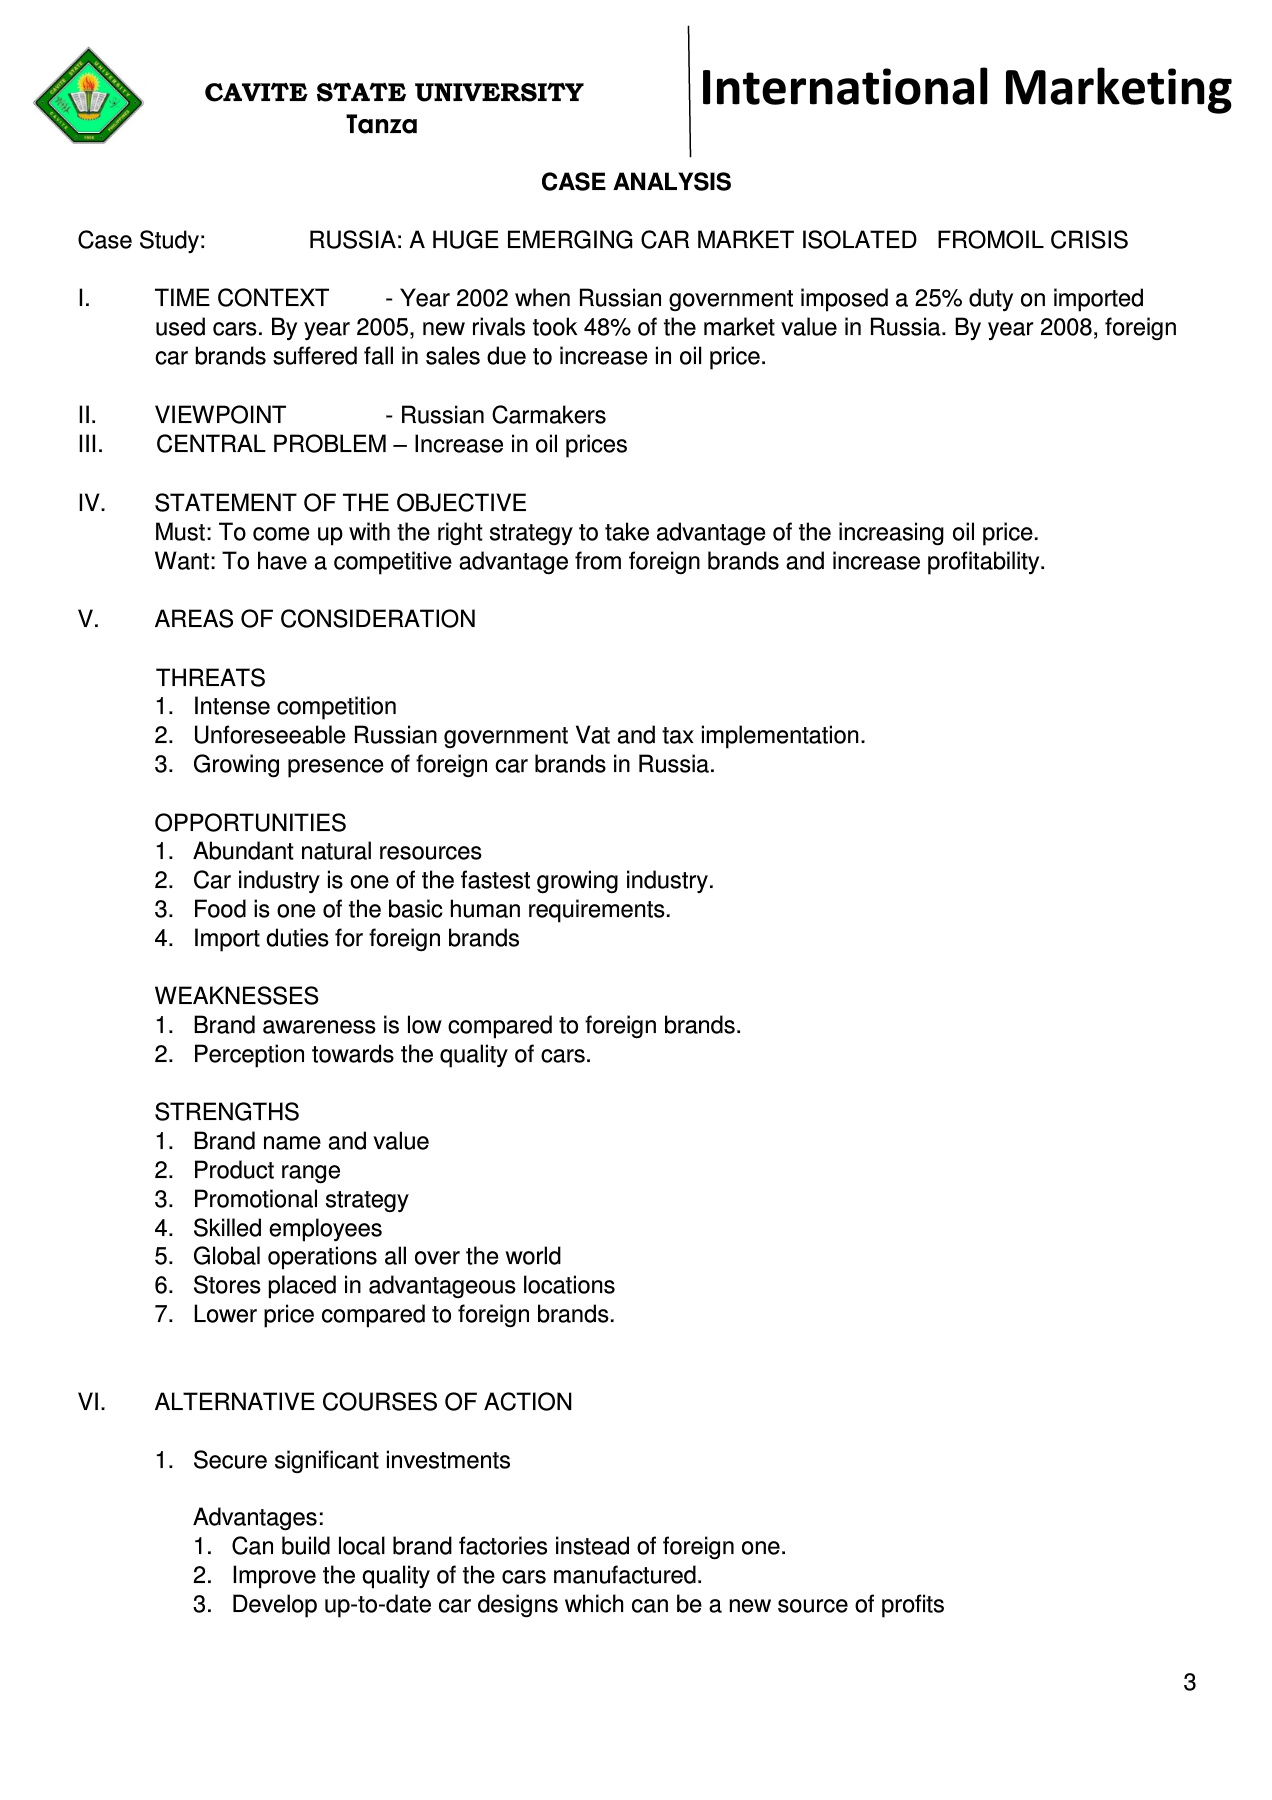 CAVITE STATE UNIVERSITY
Tanza
International Marketing
CASE ANALYSIS
Case Study: RUSSIA: A HUGE EMERGING CAR MARKET ISOLATED FROMOIL CRISIS
I. TIME CONTEXT - Year 2002 when Russian government imposed a 25% duty on imported
used cars. By year 2005, new rivals took 48% of the market value in Russia. By year 2008, foreign
car brands suffered fall in sales due to increase in oil price.
II. VIEWPOINT - Russian Carmakers
III. CENTRAL PROBLEM – Increase in oil prices
IV. STATEMENT OF THE OBJECTIVE
Must: To come up with the right strategy to take advantage of the increasing oil price.
Want: To have a competitive advantage from foreign brands and increase profitability.
V. AREAS OF CONSIDERATION
THREATS
1. Intense competition
2. Unforeseeable Russian government Vat and tax implementation.
3. Growing presence of foreign car brands in Russia.
OPPORTUNITIES
1. Abundant natural resources
2. Car industry is one of the fastest growing industry.
3. Food is one of the basic human requirements.
4. Import duties for foreign brands
WEAKNESSES
1. Brand awareness is low compared to foreign brands.
2. Perception towards the quality of cars.
STRENGTHS
1. Brand name and value
2. Product range
3. Promotional strategy
4. Skilled employees
5. Global operations all over the world
6. Stores placed in advantageous locations
7. Lower price compared to foreign brands.
VI. ALTERNATIVE COURSES OF ACTION
1. Secure significant investments
Advantages:
1. Can build local brand factories instead of foreign one.
2. Improve the quality of the cars manufactured.
3. Develop up-to-date car designs which can be a new source of profits
3